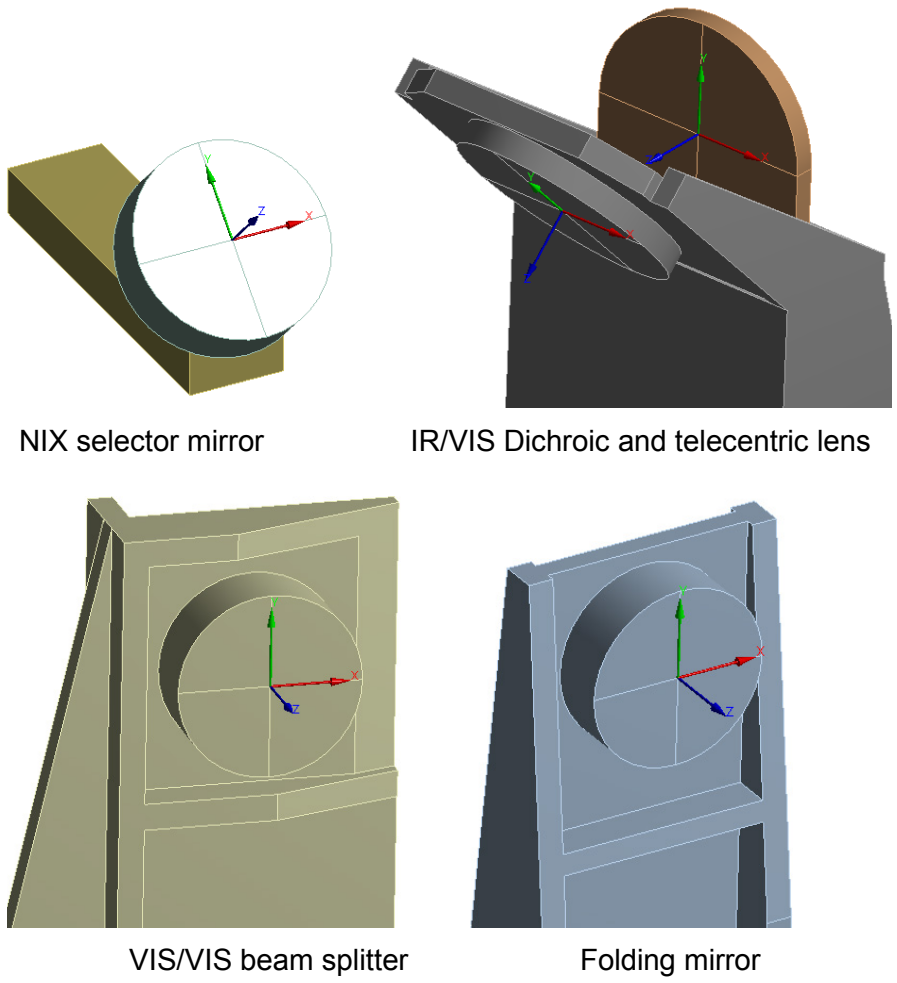 Y
Z
X
Y
Z
X
Y
X
Z
NIX selector mirror
IR/VIS Dichroic and telecentric lens
Y
X
Z
Y
X
Z
VIS/VIS beam splitter
Folding mirror